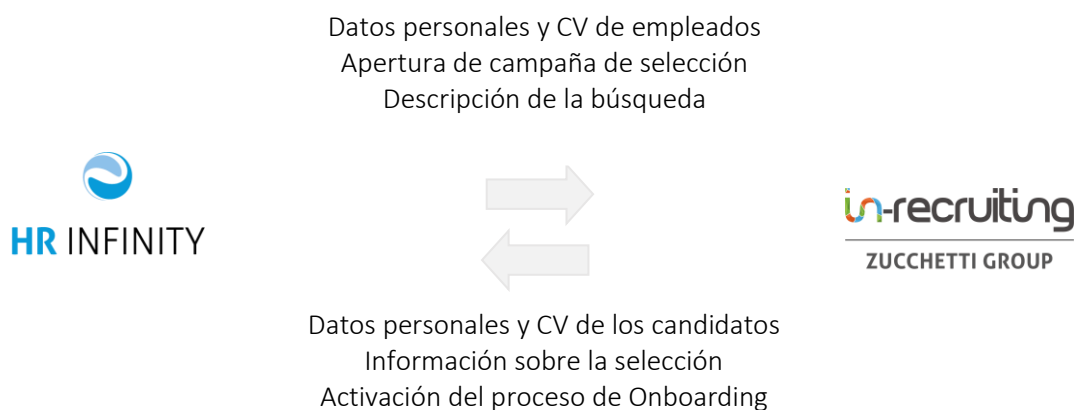 Datos personales y CV de empleados
Apertura de campaña de selección
Descripción de la búsqueda
HR INFINITY
in-recruiting
ZUCCHETTI GROUP
Datos personales y CV de los candidatos
Información sobre la selección
Activación del proceso de Onboarding